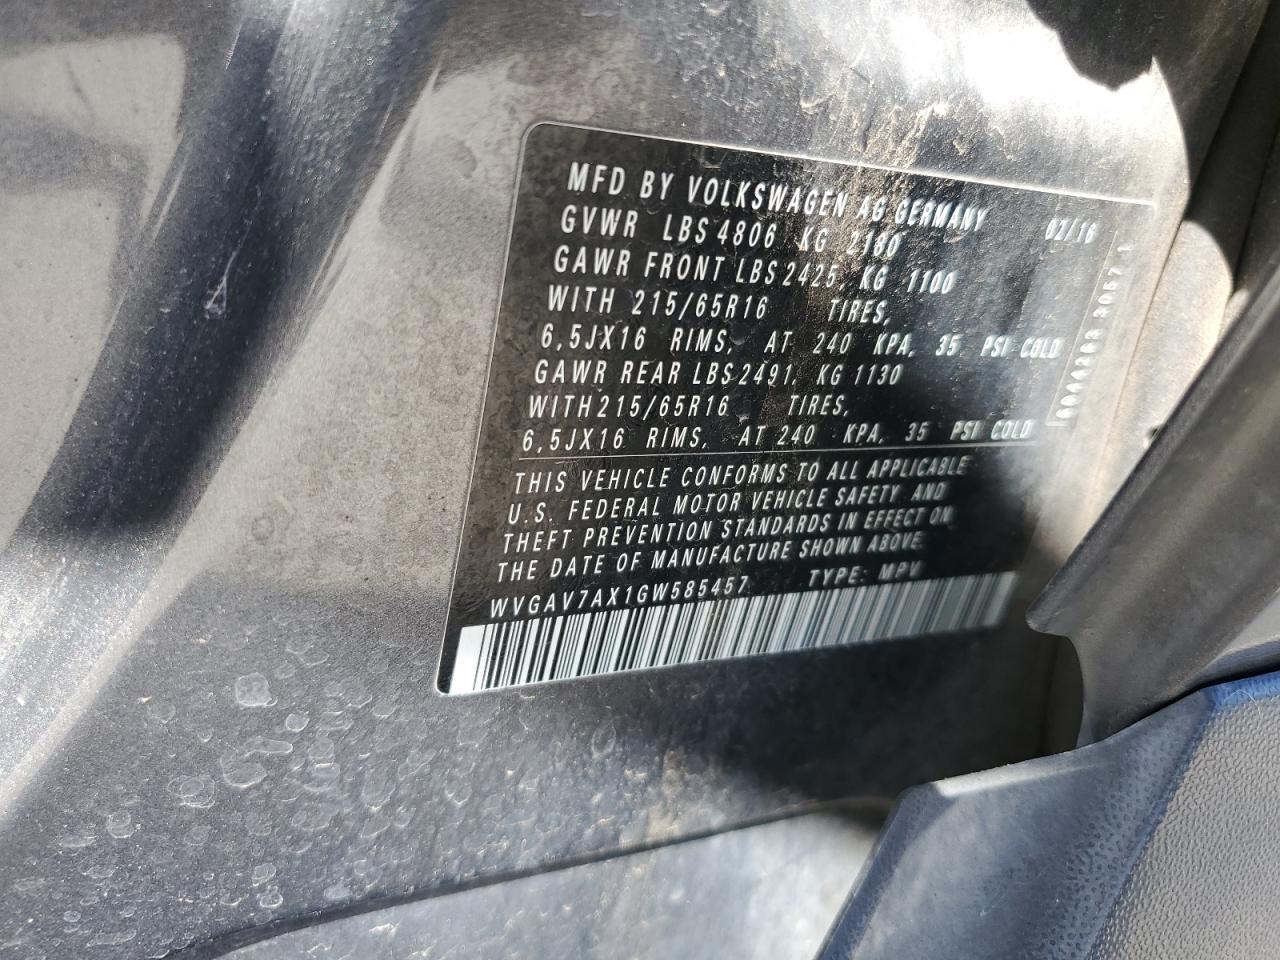 MFD BY VOLKSWAGEN AG GERMANY 02/16
GVWR LBS 4806 KG 2180
GAWR FRONT LBS 2425, KG 1100
WITH 215/65R16 TIRES,
6,5JX16 RIMS, AT 240 KPA, 35 PSI COLD
GAWR REAR LBS 2491, KG 1130
WITH 215/65R16 TIRES,
6,5JX16 RIMS, AT 240 KPA, 35 PSI COLD
THIS VEHICLE CONFORMS TO ALL APPLICABLE
U.S. FEDERAL MOTOR VEHICLE SAFETY AND
THEFT PREVENTION STANDARDS IN EFFECT ON
THE DATE OF MANUFACTURE SHOWN ABOVE
WVGAV7AX1GW585457 TYPE: MPV